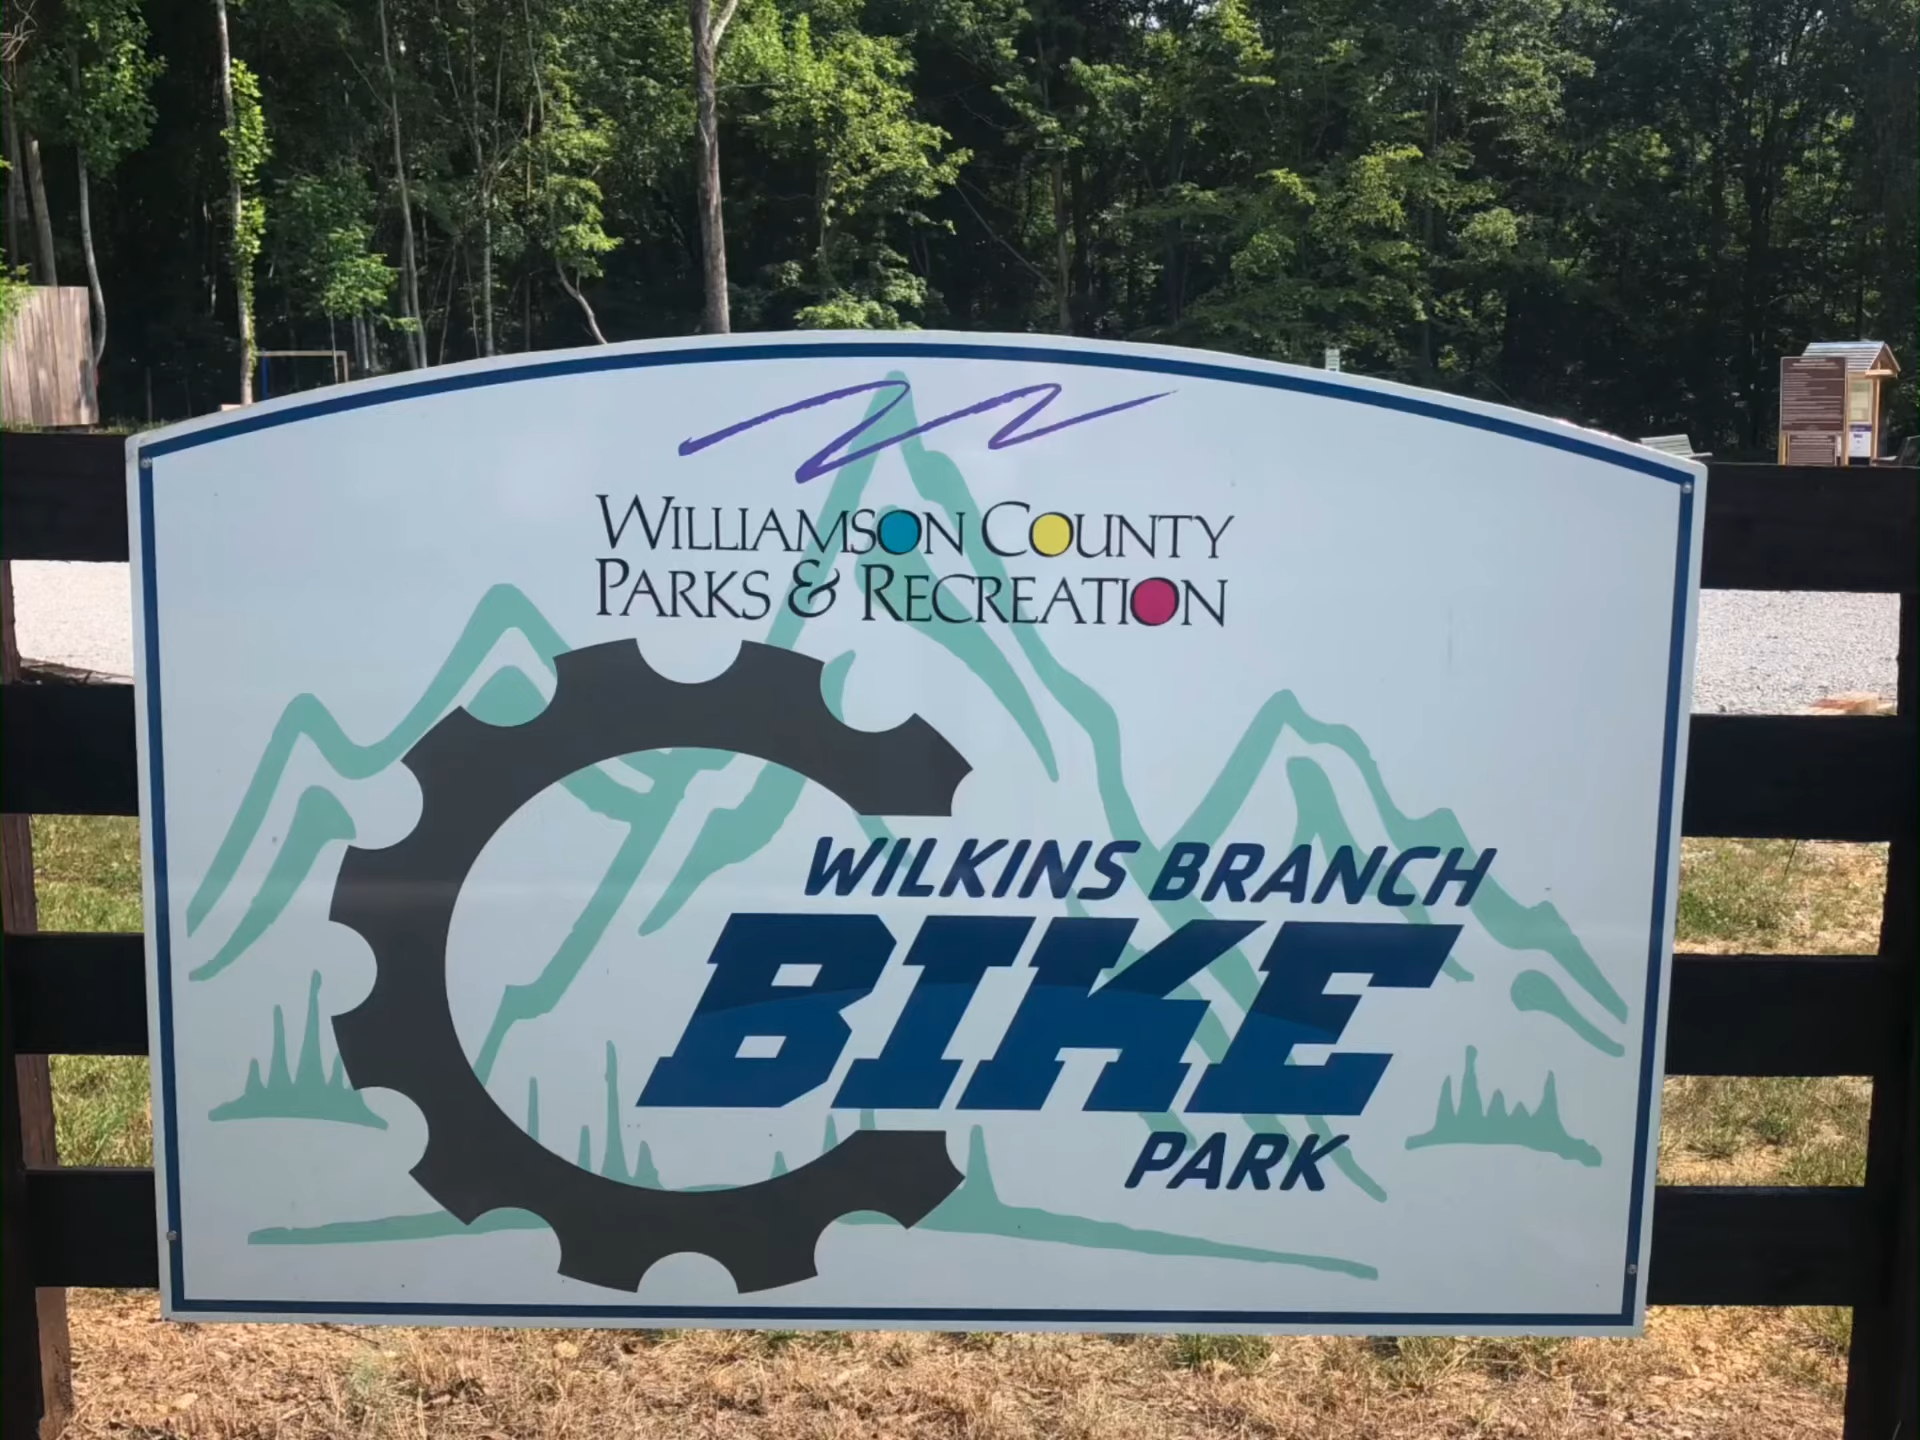 WILLIAMSON COUNTY
PARKS & RECREATION
WILKINS BRANCH
BIKE
PARK